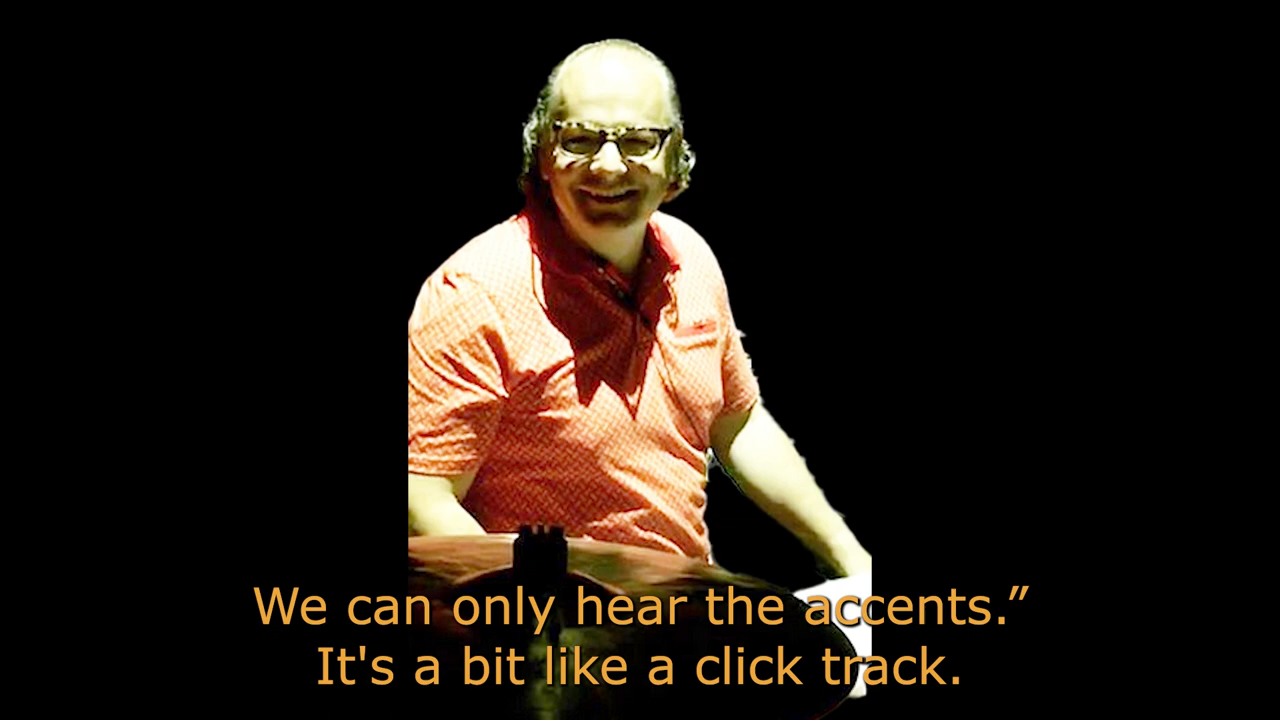 We can only hear the accents.”
It's a bit like a click track.